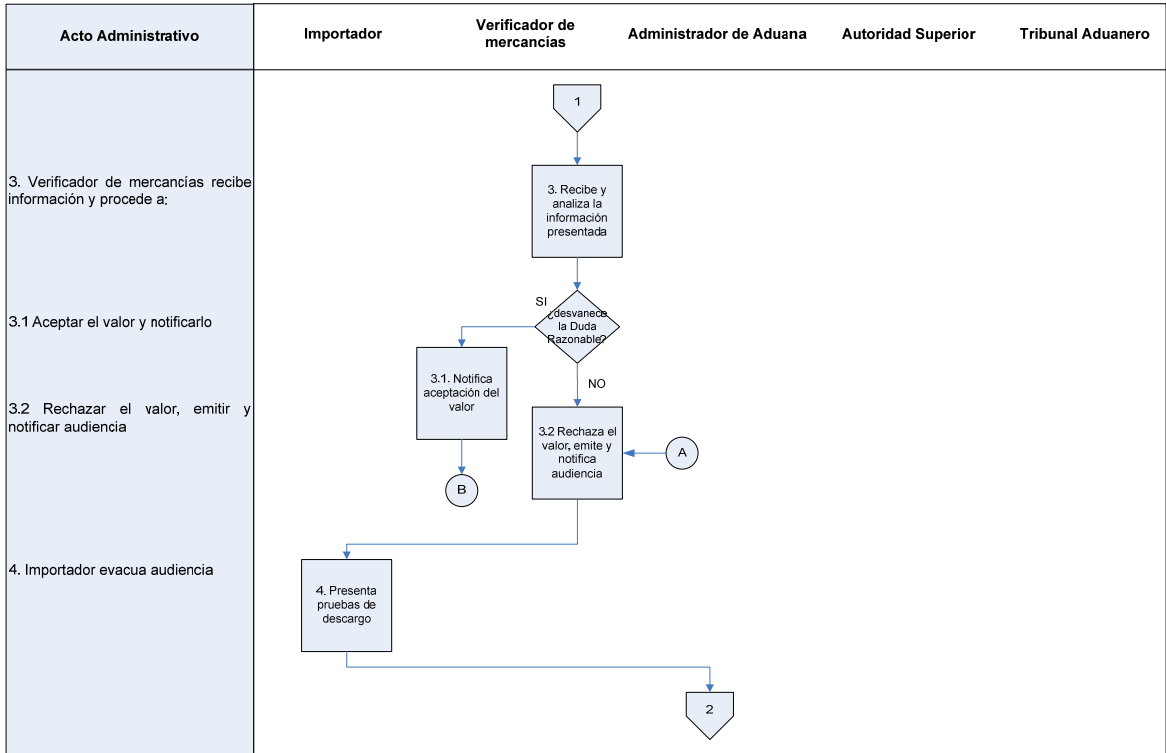 Acto Administrativo
Importador
Verificador de
mercancías
Administrador de Aduana
Autoridad Superior
Tribunal Aduanero
1
3. Verificador de mercancías recibe
información y procede a:
3. Recibe y
analiza la
información
presentada
3.1 Aceptar el valor y notificarlo
SI
¿desvanece
la Duda
Razonable?
3.1. Notifica
aceptación del
valor
NO
3.2 Rechazar el valor, emitir y
notificar audiencia
3.2 Rechaza el
valor, emite y
notifica
audiencia
A
B
4. Importador evacua audiencia
4. Presenta
pruebas de
descargo
2